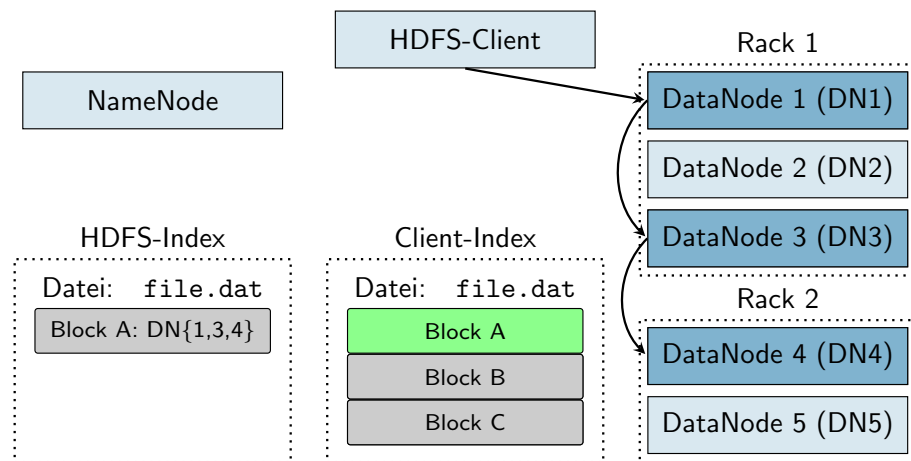 HDFS-Client
NameNode
Rack 1
DataNode 1 (DN1)
DataNode 2 (DN2)
DataNode 3 (DN3)
HDFS-Index
Datei: file.dat
Block A: DN{1,3,4}
Client-Index
Datei: file.dat
Block A
Block B
Block C
Rack 2
DataNode 4 (DN4)
DataNode 5 (DN5)